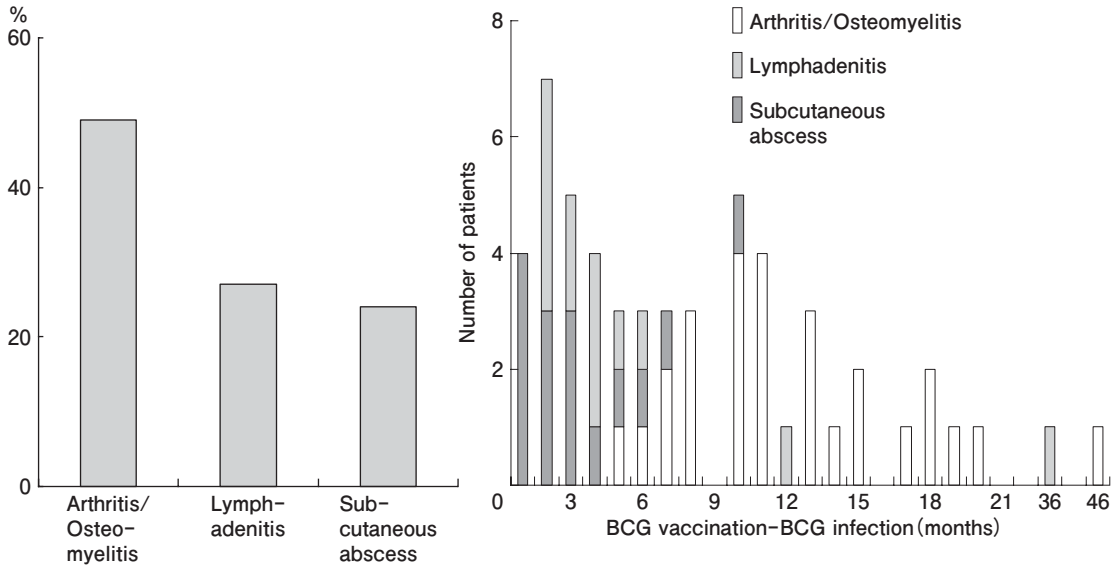 %
60
40
20
0
Arthritis/
Osteo-
myelitis
Lymph-
adenitis
Sub-
cutaneous
abscess
8
6
4
2
Number of patients
Arthritis/Osteomyelitis
Lymphadenitis
Subcutaneous
abscess
0 3 6 9 12 15 18 21 36 46
BCG vaccination-BCG infection (months)